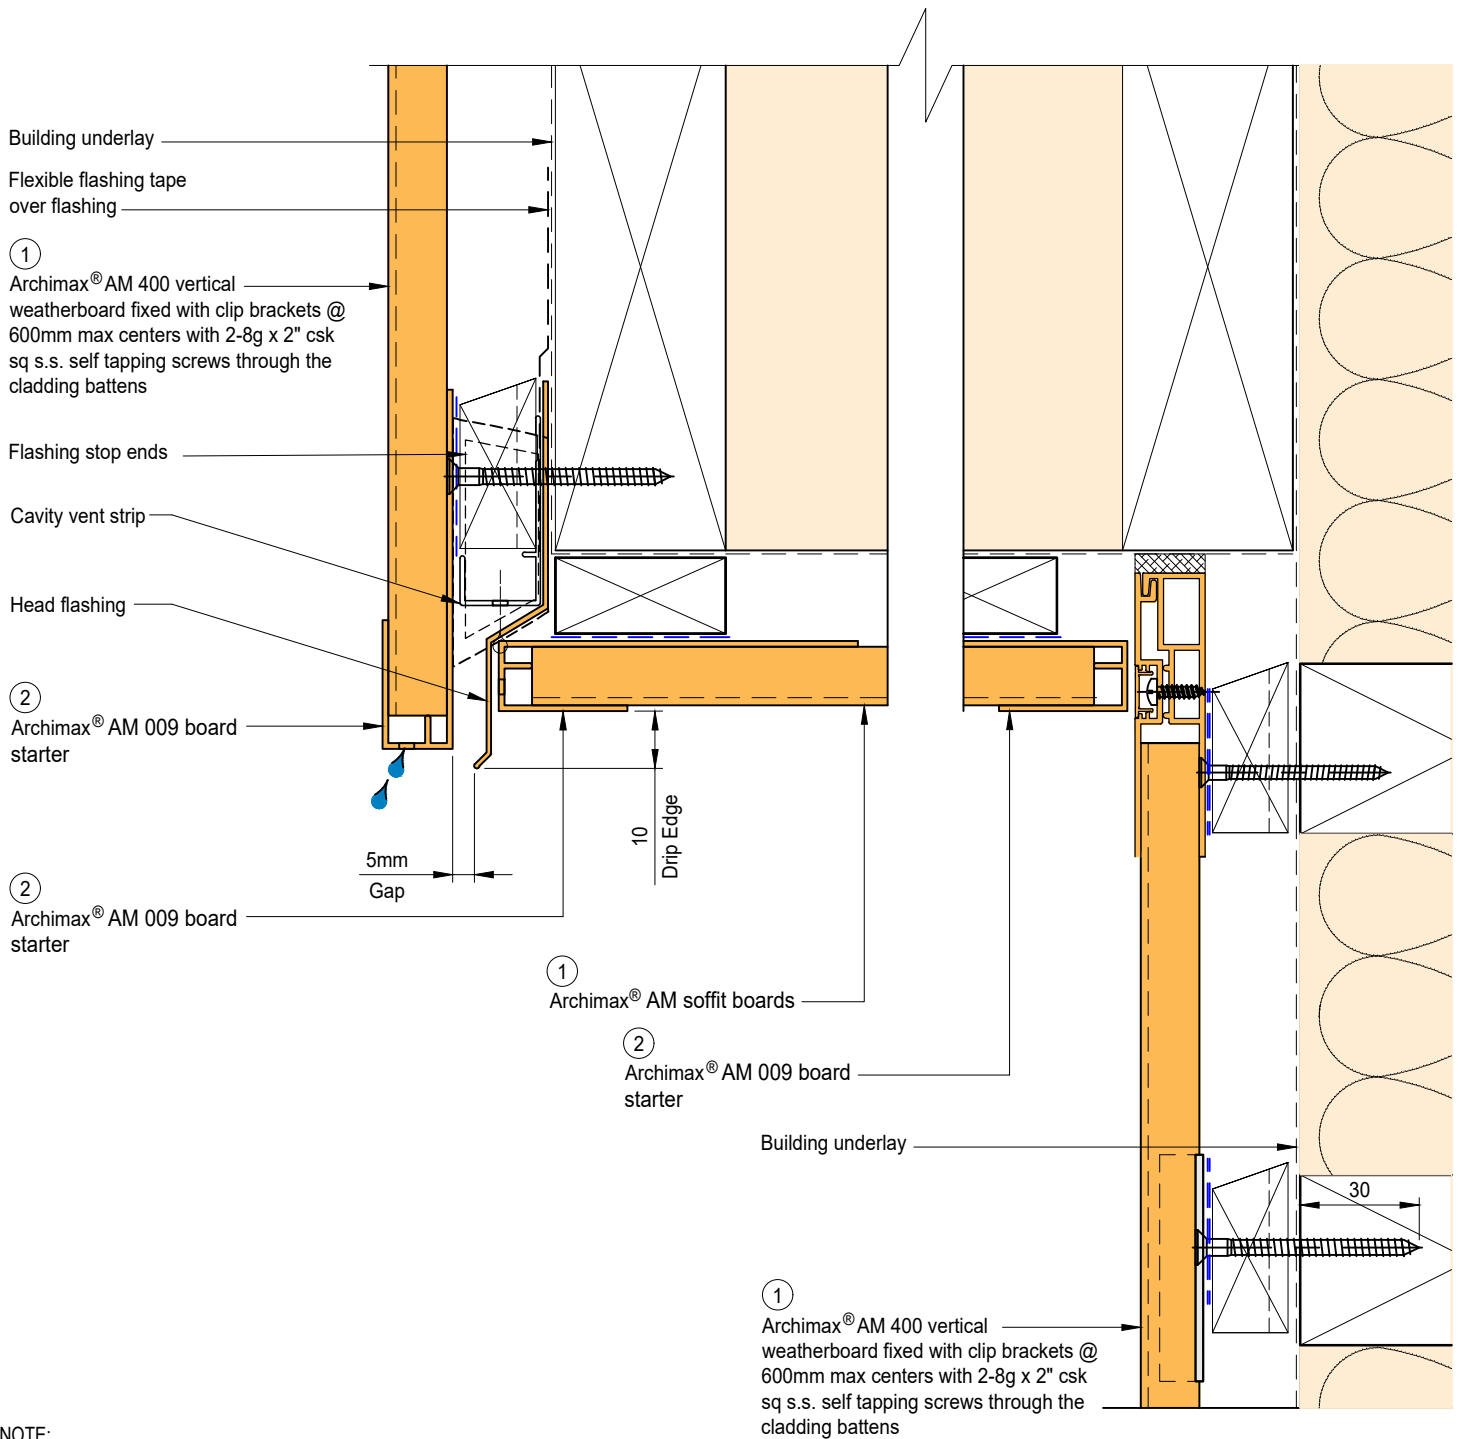 Building underlay
Flexible flashing tape
over flashing
1
Archimax® AM 400 vertical
weatherboard fixed with clip brackets @
600mm max centers with 2-8g x 2" csk
sq s.s. self tapping screws through the
cladding battens
Flashing stop ends
Cavity vent strip
Head flashing
2
Archimax® AM 009 board
starter
10
Drip Edge
5mm
Gap
2
Archimax® AM 009 board
starter
1
Archimax® AM soffit boards
2
Archimax® AM 009 board
starter
Building underlay
30
1
Archimax® AM 400 vertical
weatherboard fixed with clip brackets @
600mm max centers with 2-8g x 2" csk
sq s.s. self tapping screws through the
cladding battens
NOTE: